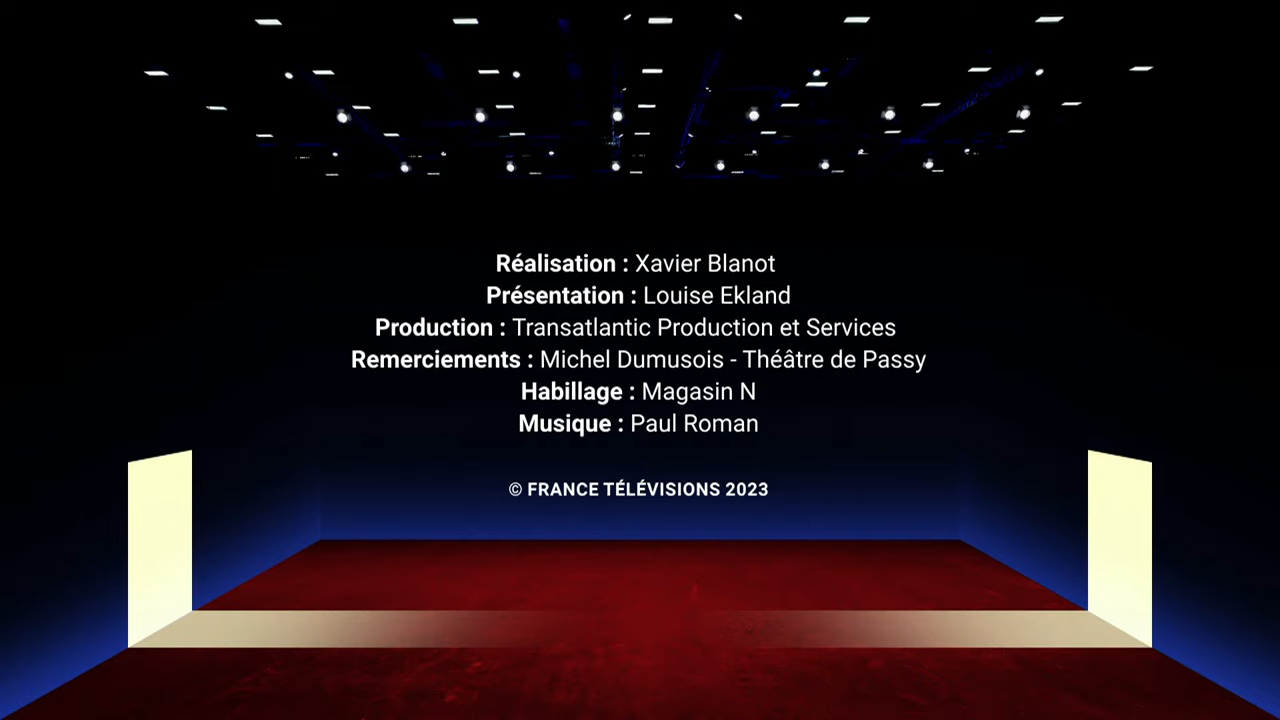 Réalisation : Xavier Blanot
Présentation : Louise Ekland
Production : Transatlantic Production et Services
Remerciements : Michel Dumusois - Théâtre de Passy
Habillage : Magasin N
Musique : Paul Roman
© FRANCE TÉLÉVISIONS 2023